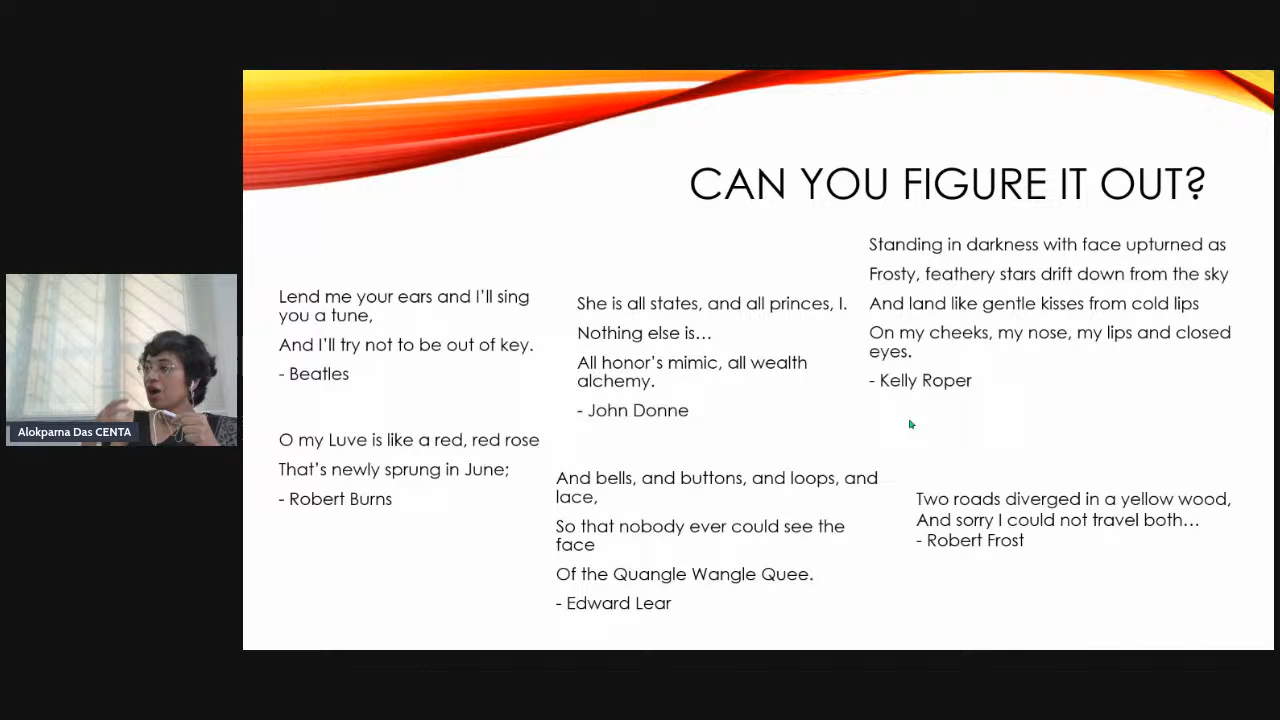 CAN YOU FIGURE IT OUT?
Lend me your ears and I'll sing
you a tune,
And I'll try not to be out of key.
- Beatles
O my Luve is like a red, red rose
That's newly sprung in June;
- Robert Burns
She is all states, and all princes, I.
Nothing else is...
All honor's mimic, all wealth
alchemy.
- John Donne
And bells, and buttons, and loops, and
lace,
So that nobody ever could see the
face
Of the Quangle Wangle Quee.
- Edward Lear
Standing in darkness with face upturned as
Frosty, feathery stars drift down from the sky
And land like gentle kisses from cold lips
On my cheeks, my nose, my lips and closed
eyes.
- Kelly Roper
Two roads diverged in a yellow wood,
And sorry I could not travel both...
- Robert Frost
Alokparna Das CENTA